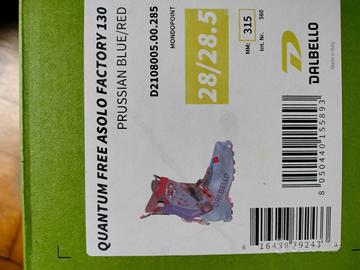 QUANTUM FREE ASOLO FACTORY 130
PRUSSIAN BLUE/RED
D2108005.00.285
MONDOPOINT
28/28.5
MM: 315
Int. Nr. 560
DALBELLO
Made in Italy
DALBELLO
8 050440 155893
16438 79243